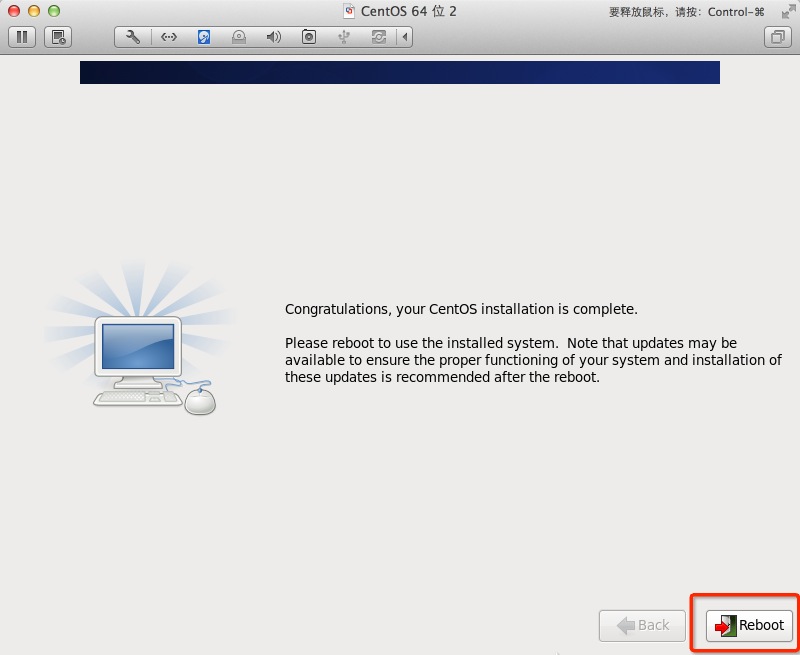 CentOS 64 位 2
要释放鼠标，请按：Control-⌘
Congratulations, your CentOS installation is complete.
Please reboot to use the installed system.  Note that updates may be
available to ensure the proper functioning of your system and installation of
these updates is recommended after the reboot.
Back
Reboot